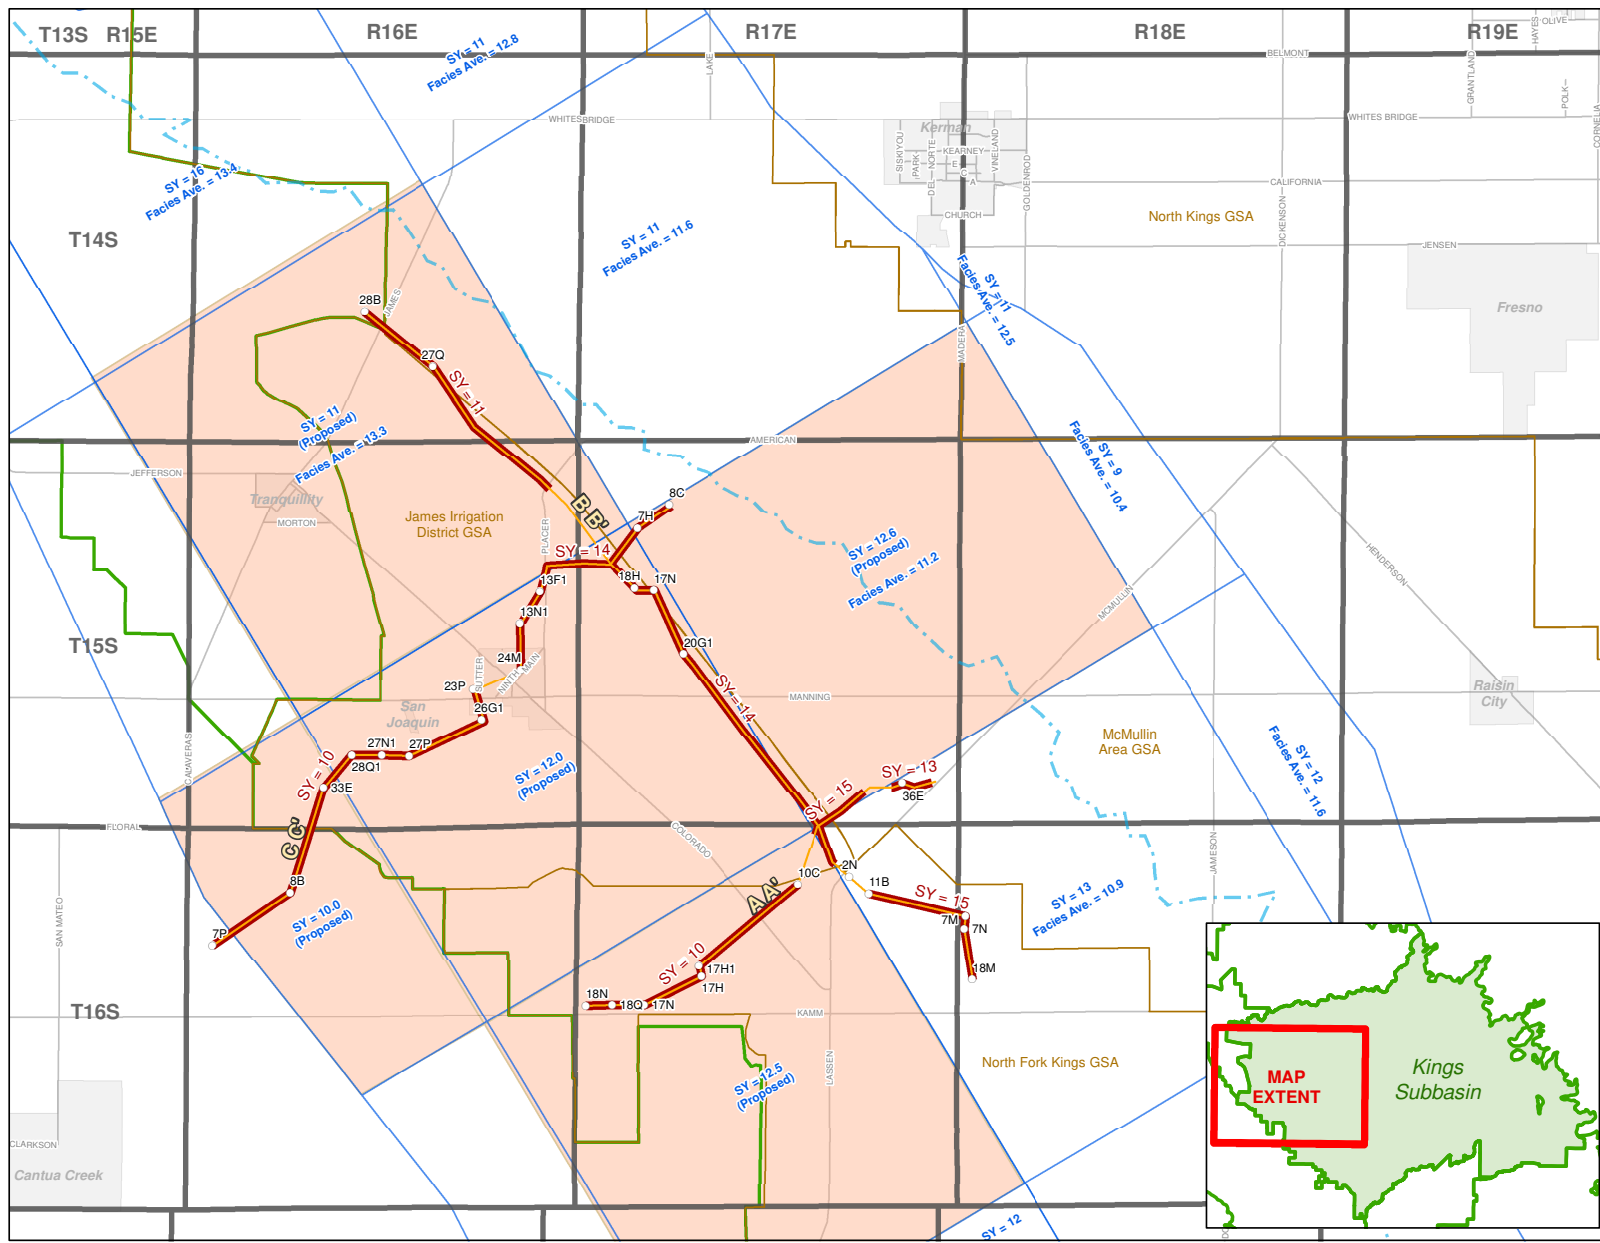 T13S
R15E
R16E
R17E
R18E
R19E
SY = 11
Facies Ave. = 12.8
LAKE
BELMONT
OLIVE
HAYES
GRANTLAND
POLK
CORNELIA
WHITESBRIDGE
WHITES BRIDGE
Kerman
SISKIYOU
PARK
DEL NORTE
KEARNEY
E
C
A
VINELAND
GOLDENROD
CHURCH
CALIFORNIA
DICKENSON
JENSEN
North Kings GSA
SY = 16
Facies Ave. = 13.4
T14S
SY = 11
Facies Ave. = 11.6
SY = 11
Facies Ave. = 12.5
Fresno
MADERA
28B
JAMES
27Q
SY = 11
SY = 11
(Proposed)
Facies Ave. = 13.3
AMERICAN
SY = 9
Facies Ave. = 10.4
JEFFERSON
Tranquillity
MORTON
James Irrigation
District GSA
PLACER
B-B'
8C
7H
SY = 14
SY = 12.6
(Proposed)
Facies Ave. = 11.2
HENDERSON
MCMULLIN
13F1
18H
17N
13N1
20G1
T15S
24M
SUTTER
NINTH
MAIN
23P
26G1
San
Joaquin
MANNING
SY = 14
Raisin
City
McMullin
Area GSA
27N1
27P
28Q1
33E
SY = 10
CALAVERAS
SY = 12.0
(Proposed)
SY = 13
36E
SY = 15
SY = 12
Facies Ave. = 11.6
FLORAL
C C'
COLORADO
JAMESON
8B
10C
2N
11B
A A'
SY = 15
SY = 13
Facies Ave. = 10.9
7M
7N
SAN MATEO
7P
SY = 10.0
(Proposed)
SY = 10
17H1
17H
18M
18N
18Q
17N
T16S
KAMM
LASSEN
North Fork Kings GSA
SY = 12.5
(Proposed)
MAP
EXTENT
Kings
Subbasin
CLARKSON
Cantua Creek
SY = 12